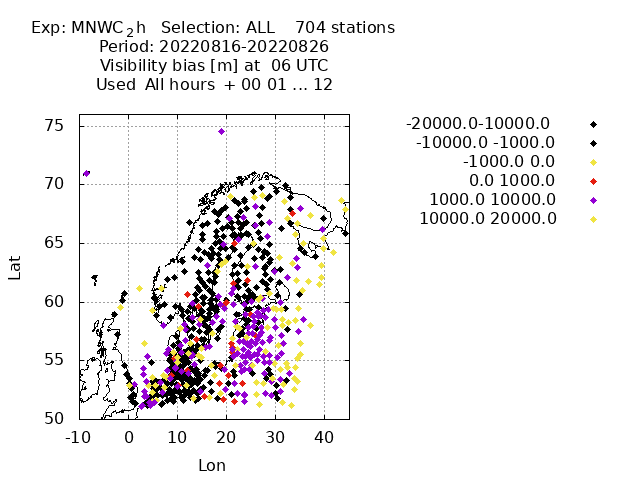 Exp: MNWC2h Selection: ALL 704 stations
Period: 20220816-20220826
Visibility bias [m] at 06 UTC
Used All hours + 00 01 ... 12
-20000.0-10000.0
-10000.0 -1000.0
-1000.0 0.0
0.0 1000.0
1000.0 10000.0
10000.0 20000.0
75
70
65
60
55
50
Lat
-10 0 10 20 30 40
Lon